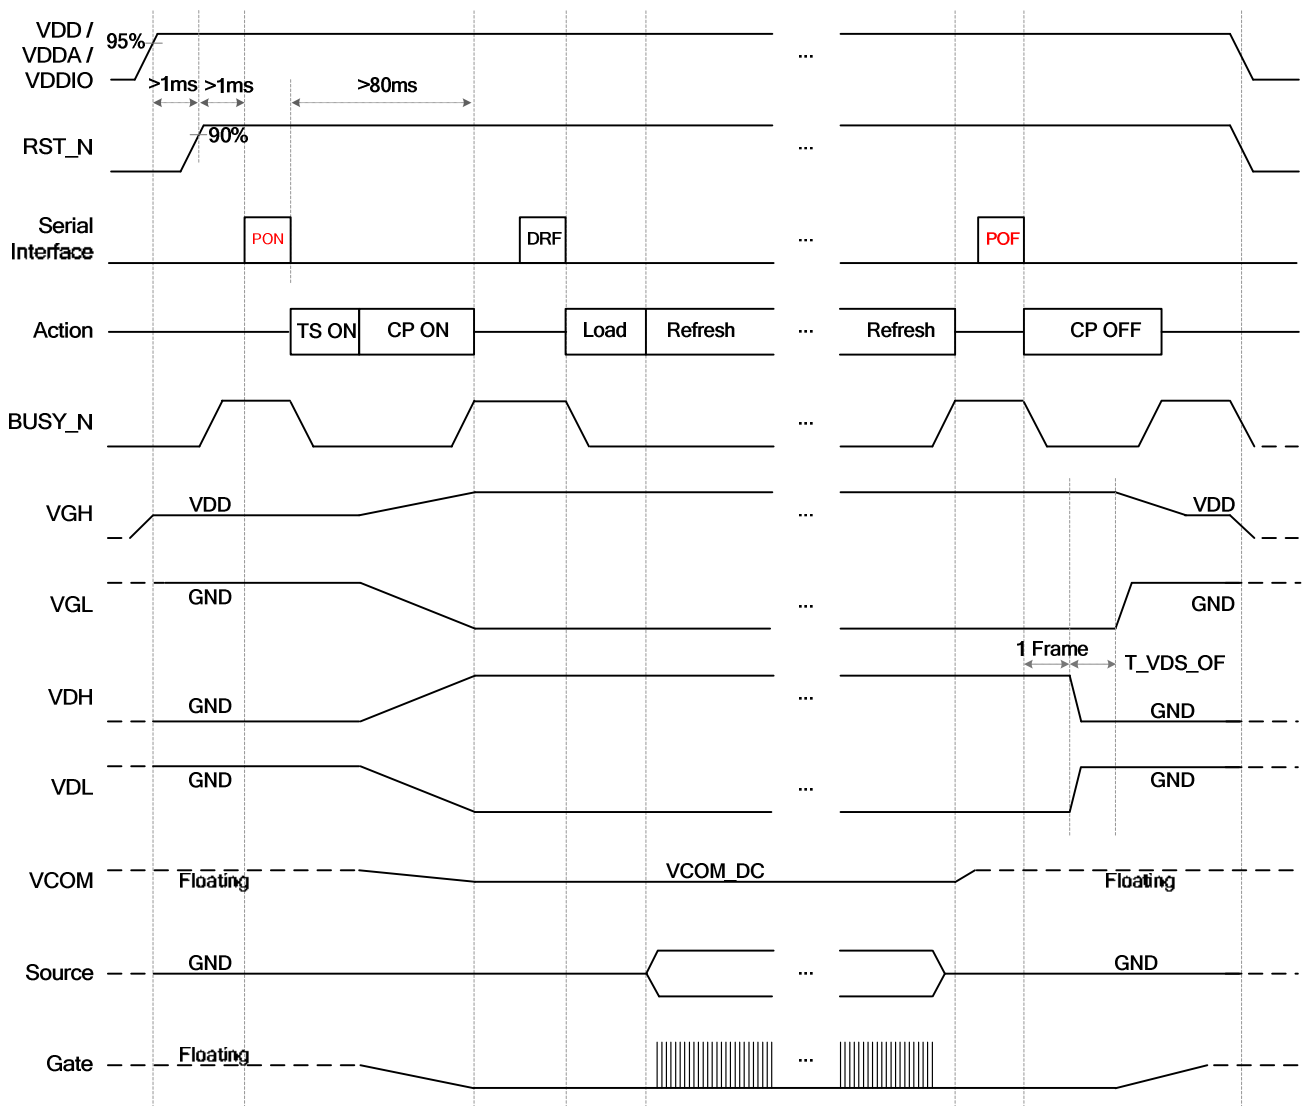 VDD /
VDDA /
VDDIO
95%
>1ms >1ms >80ms
...
RST_N
90%
...
Serial
Interface
PON DRF ... POF
Action
TS ON CP ON Load Refresh ... Refresh CP OFF
BUSY_N
...
VGH
VDD ... VDD
VGL
GND ... GND
1 Frame T_VDS_OF
VDH
GND ... GND
VDL
GND ... GND
VCOM
Floating VCOM_DC Floating
Source
GND ... GND
Gate
Floating ...